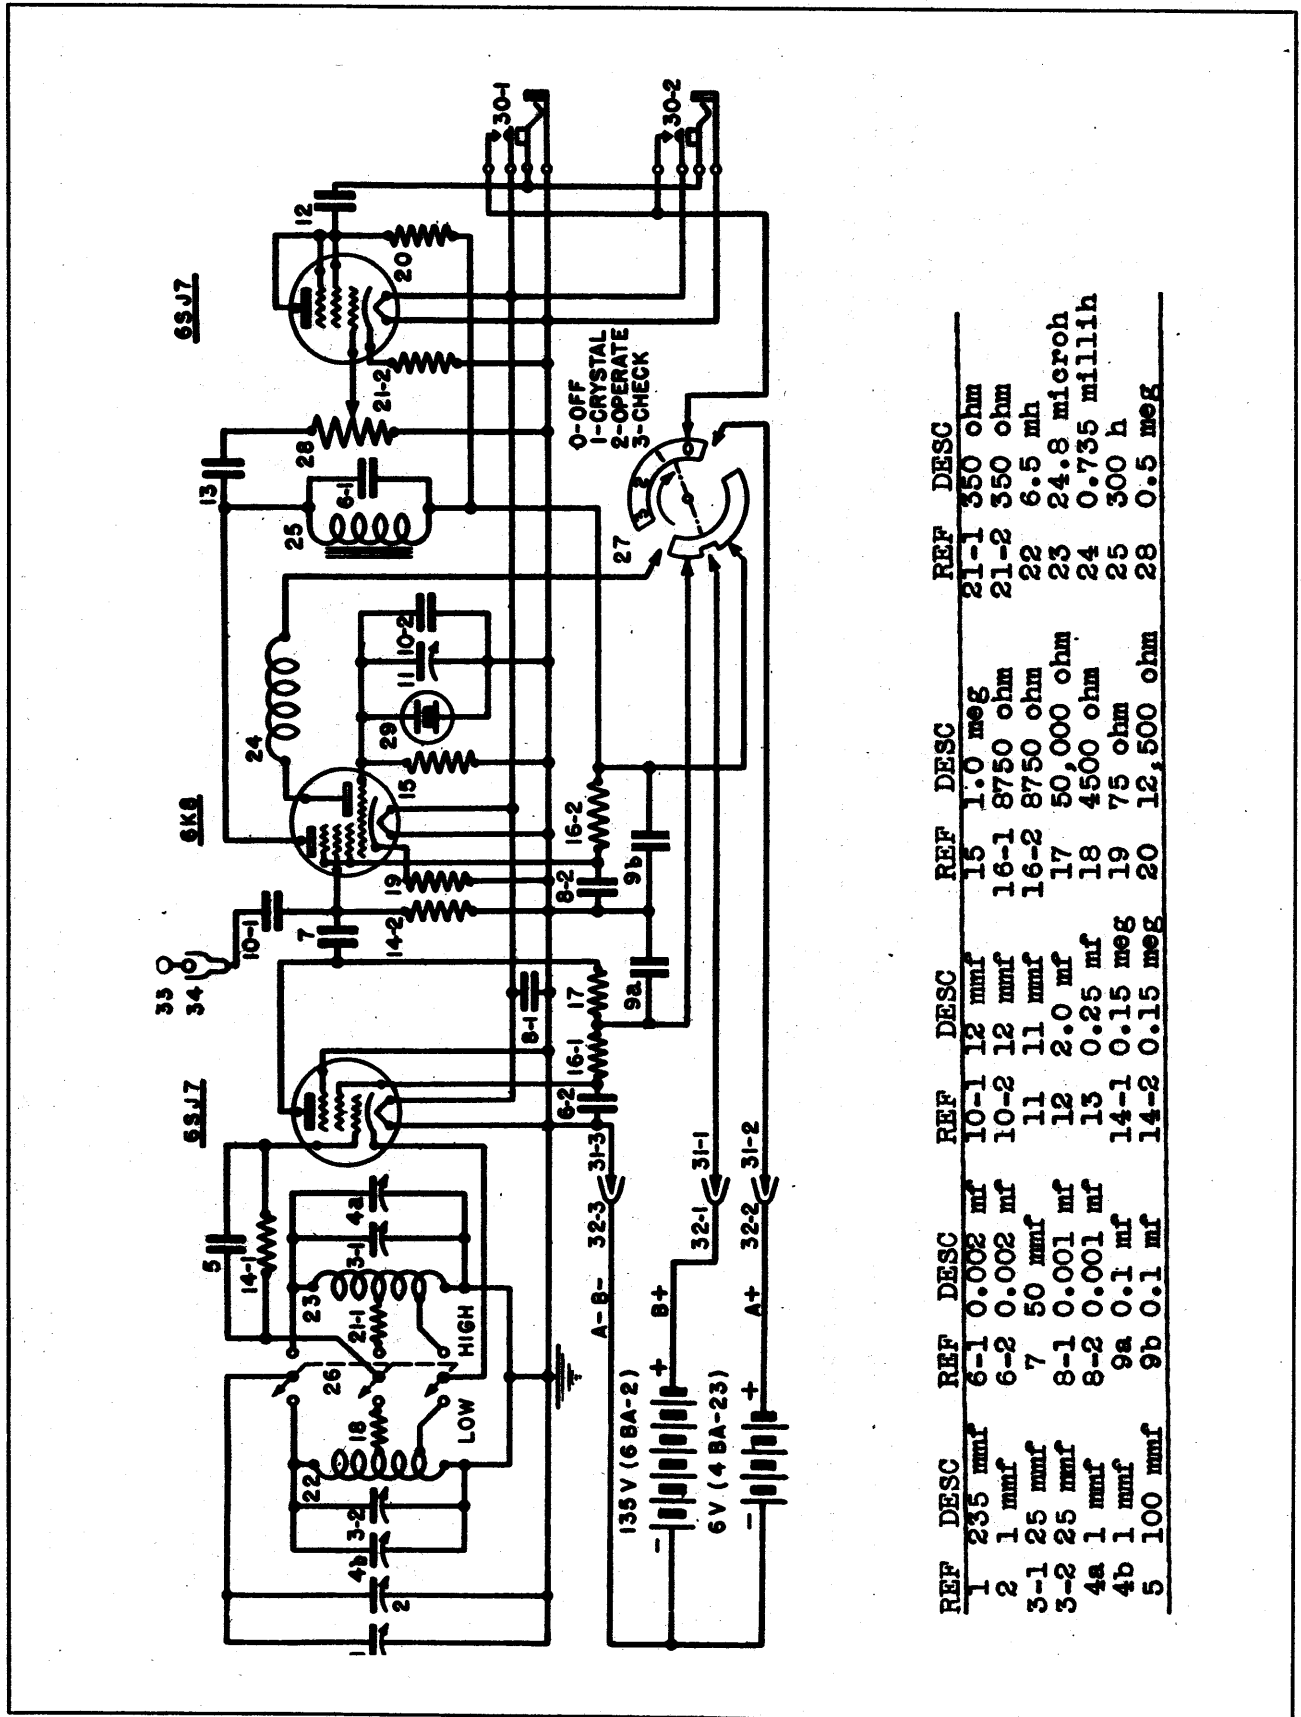 6SJ7
6K8
6SJ7
33
34
5
14-1
10-1
7
14-2
19
24
15
29
11
10-2
25
6-1
13
28
21-2
20
12
30-1
30-2
22
18
26
21-1
23
3-1
4a
4b
3-2
2
1
LOW
HIGH
6-2
16-1
17
8-1
9a
8-2
9b
16-2
27
3
2
0
0-OFF
1-CRYSTAL
2-OPERATE
3-CHECK
A- B-
32-3
31-3
135V (6 BA-2)
-
+
B+
32-1
31-1
6V (4 BA-23)
-
+
A+
32-2
31-2
REF DESC REF DESC REF DESC REF DESC REF DESC
1 235 mmf 6-1 0.002 mf 10-1 12 mmf 15 1.0 meg 21-1 350 ohm
2 1 mmf 6-2 0.002 mf 10-2 12 mmf 16-1 8750 ohm 21-2 350 ohm
3-1 25 mmf 7 50 mmf 11 11 mmf 16-2 8750 ohm 22 6.5 mh
3-2 25 mmf 8-1 0.001 mf 12 2.0 mf 17 50,000 ohm 23 24.8 microh
4a 1 mmf 8-2 0.001 mf 13 0.25 mf 18 4500 ohm 24 0.735 millih
4b 1 mmf 9a 0.1 mf 14-1 0.15 meg 19 75 ohm 25 300 h
5 100 mmf 9b 0.1 mf 14-2 0.15 meg 20 12,500 ohm 28 0.5 meg